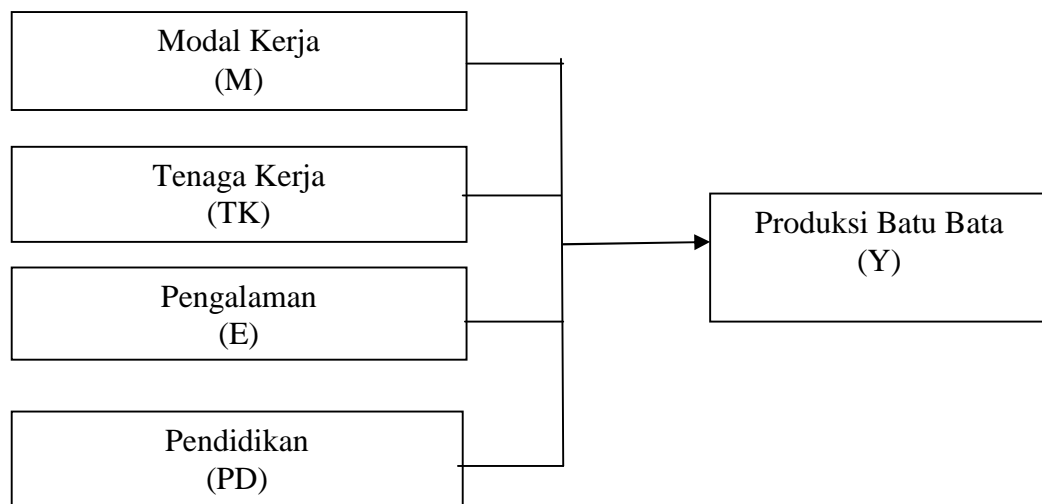 Modal Kerja
(M)
Tenaga Kerja
(TK)
Pengalaman
(E)
Pendidikan
(PD)
Produksi Batu Bata
(Y)